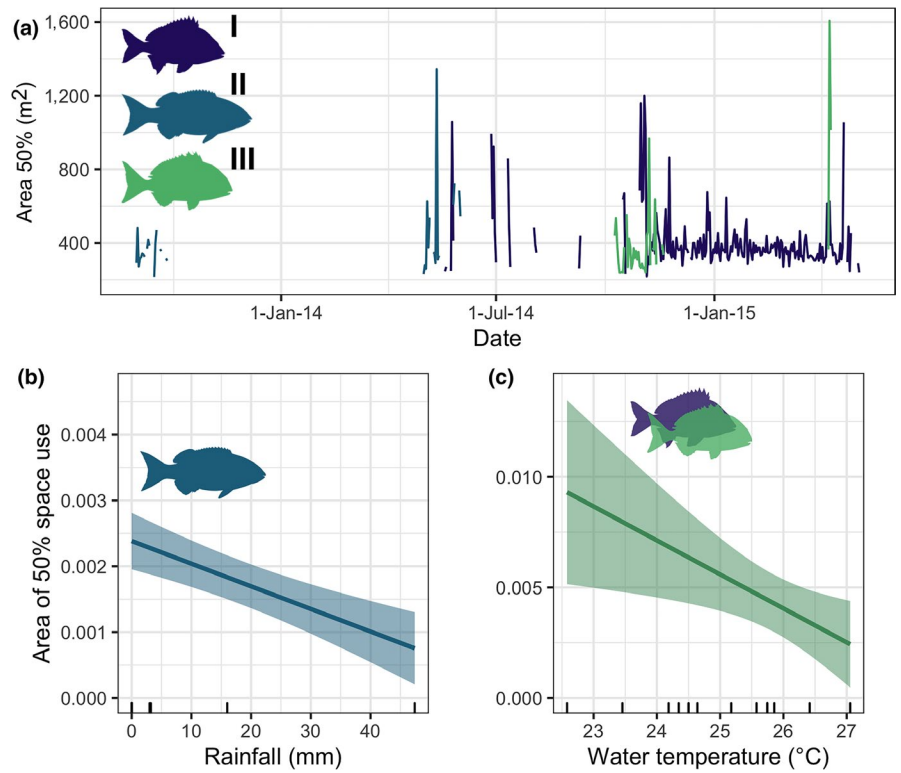 (a)
I
II
III
Area 50% (m²)
1,600
1,200
800
400
1-Jan-14
1-Jul-14
1-Jan-15
Date
(b)
Area of 50% space use
0.004
0.003
0.002
0.001
0.000
0 10 20 30 40
Rainfall (mm)
(c)
0.010
0.005
0.000
23 24 25 26 27
Water temperature (°C)